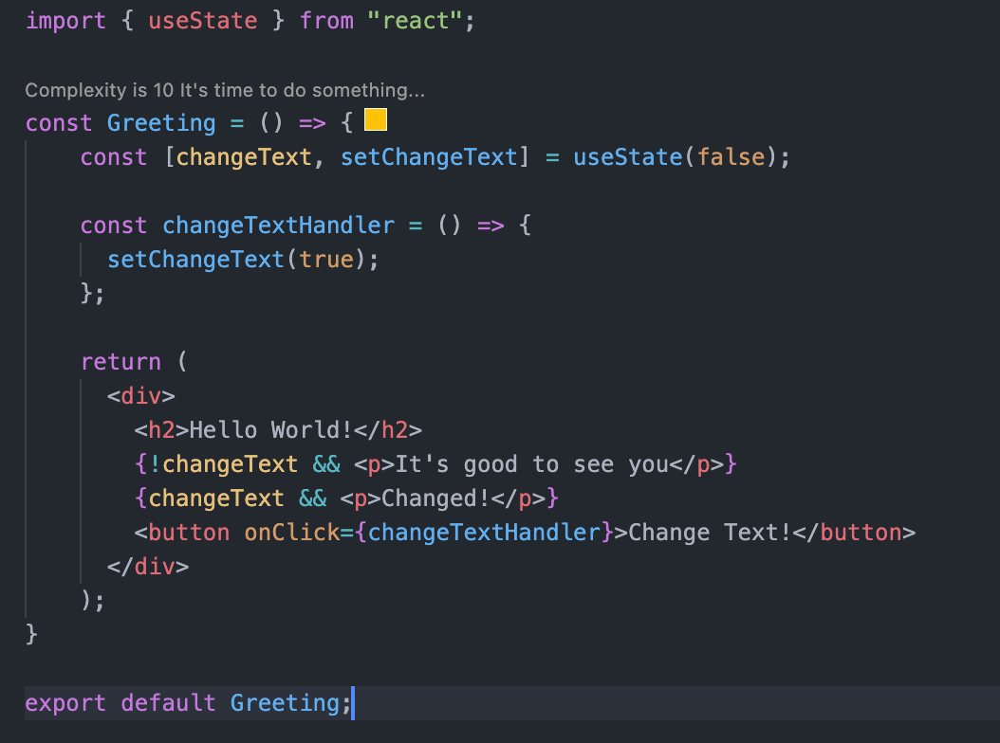 import { useState } from "react";
Complexity is 10 It's time to do something...
const Greeting = () => {
const [changeText, setChangeText] = useState(false);
const changeTextHandler = () => {
setChangeText(true);
};
return (
<div>
<h2>Hello World!</h2>
{!changeText && <p>It's good to see you</p>}
{changeText && <p>Changed!</p>}
<button onClick={changeTextHandler}>Change Text!</button>
</div>
);
}
export default Greeting;